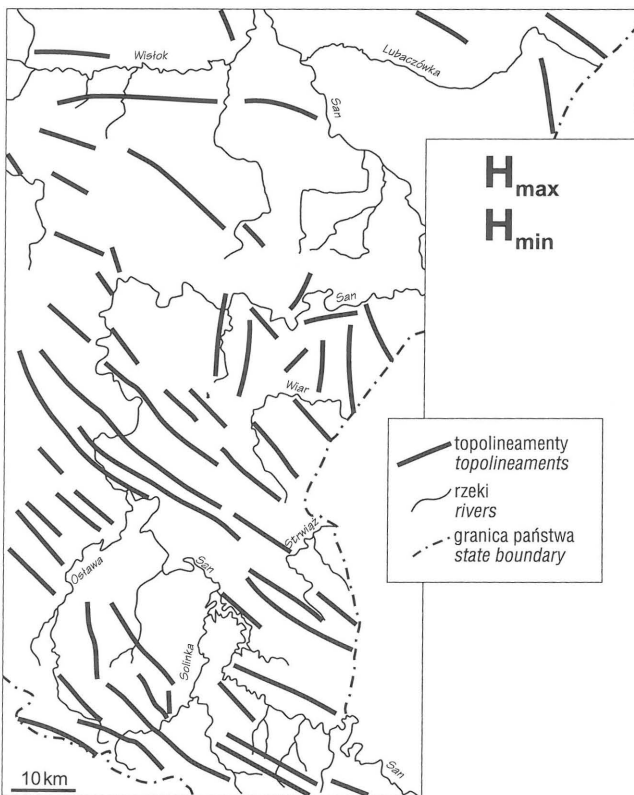 Wisłok
Lubaczówka
San
H max
H min
San
Wiar
topolineamenty
topolineaments
rzeki
rivers
granica państwa
state boundary
Strwiąż
Osława
San
Solinka
San
10 km